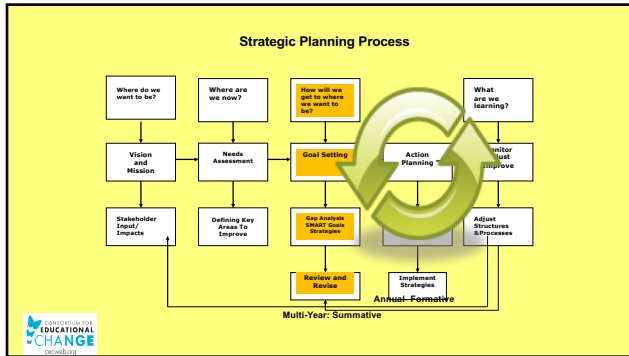 Strategic Planning Process
Where do we
want to be?
Where are
we now?
How will we
get to where
we want to
be?
What
are we
learning?
Vision
and
Mission
Needs
Assessment
Goal Setting
Action
Planning
Stakeholder
Input/
Impacts
Defining Key
Areas To
Improve
Gap Analysis
SMART Goals
Strategies
Adjust
Structures
&Processes
Review and
Revise
Implement
Strategies
Annual- Formative
Multi-Year: Summative
CONSORTIUM FOR
EDUCATIONAL
CHANGE
cecweb.org